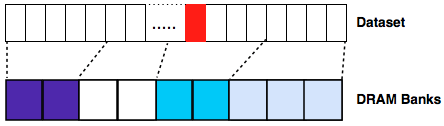 .....
Dataset
DRAM Banks